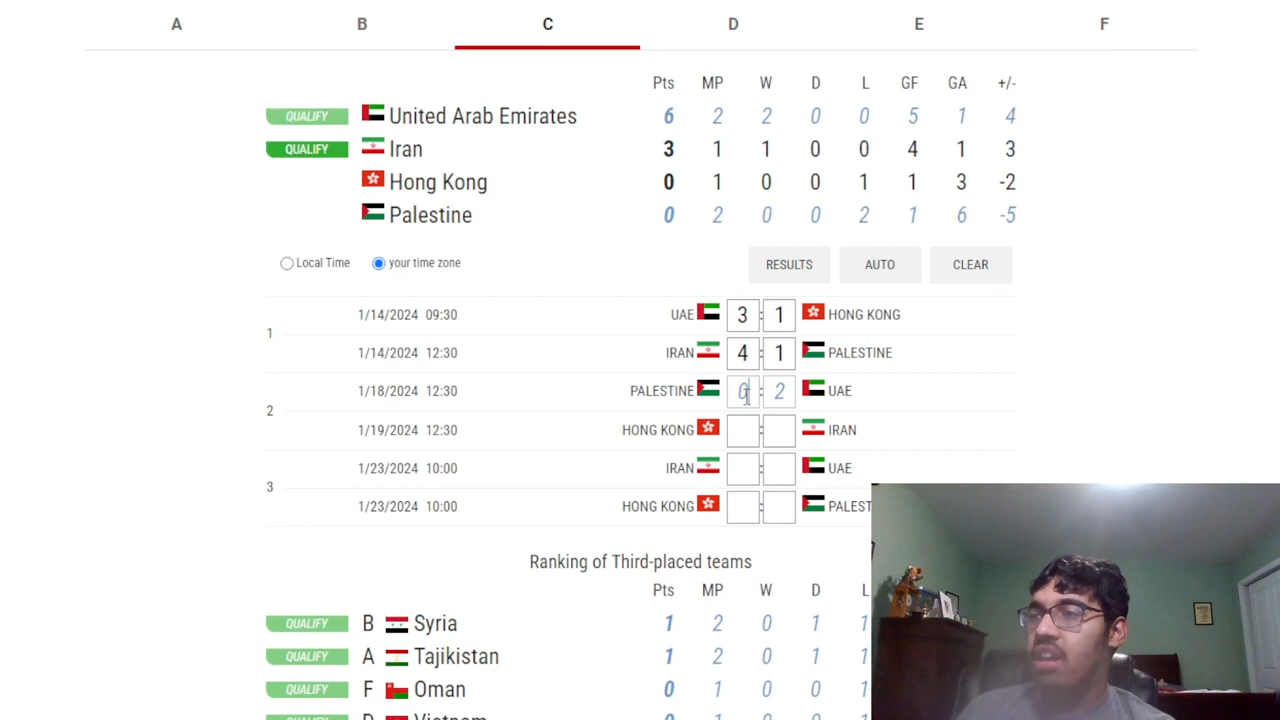 A B C D E F
Pts MP W D L GF GA +/-
QUALIFY United Arab Emirates 6 2 2 0 0 5 1 4
QUALIFY Iran 3 1 1 0 0 4 1 3
Hong Kong 0 1 0 0 1 1 3 -2
Palestine 0 2 0 0 2 1 6 -5
Local Time your time zone RESULTS AUTO CLEAR
1
1/14/2024 09:30 UAE 3 : 1 HONG KONG
1/14/2024 12:30 IRAN 4 : 1 PALESTINE
2
1/18/2024 12:30 PALESTINE 0 : 2 UAE
1/19/2024 12:30 HONG KONG : IRAN
3
1/23/2024 10:00 IRAN : UAE
1/23/2024 10:00 HONG KONG : PALEST
Ranking of Third-placed teams
Pts MP W D L
QUALIFY B Syria 1 2 0 1 1
QUALIFY A Tajikistan 1 2 0 1 1
QUALIFY F Oman 0 1 0 0 1